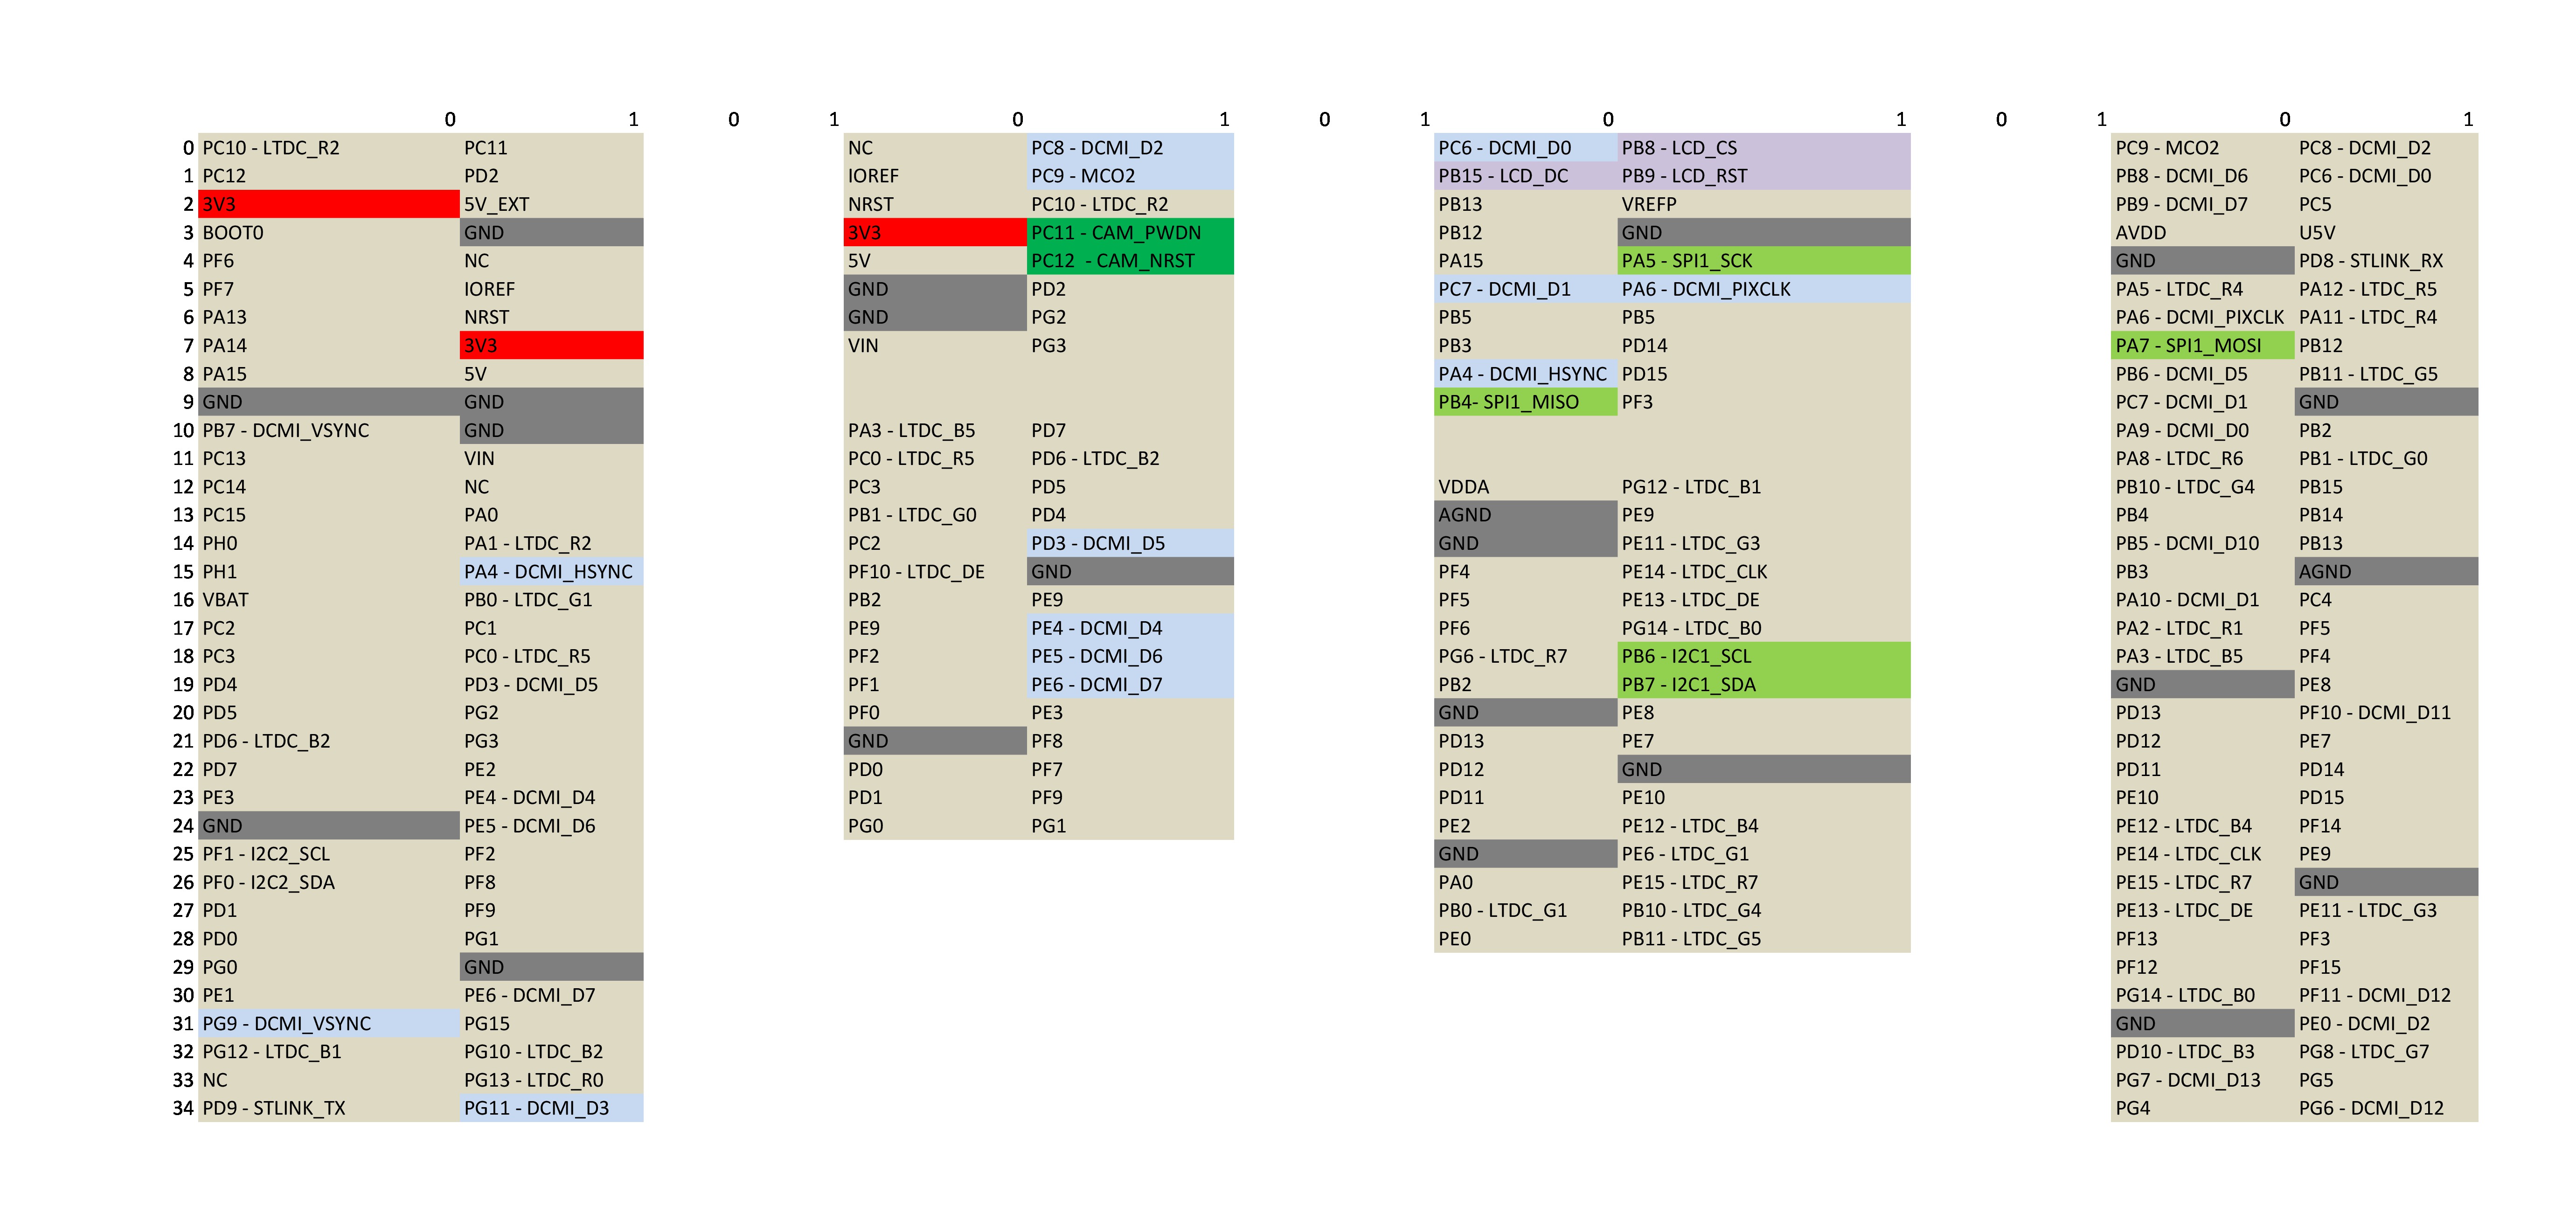 0 1 0 1 0 1 0 1 0 1 0 1 0 1
0 PC10 - LTDC_R2 PC11 NC PC8 - DCMI_D2 PC6 - DCMI_D0 PB8 - LCD_CS PC9 - MCO2 PC8 - DCMI_D2
1 PC12 PD2 IOREF PC9 - MCO2 PB15 - LCD_DC PB9 - LCD_RST PB8 - DCMI_D6 PC6 - DCMI_D0
2 3V3 5V_EXT NRST PC10 - LTDC_R2 PB13 VREFP PB9 - DCMI_D7 PC5
3 BOOT0 GND 3V3 PC11 - CAM_PWDN PB12 GND AVDD U5V
4 PF6 NC 5V PC12 - CAM_NRST PA15 PA5 - SPI1_SCK GND PD8 - STLINK_RX
5 PF7 IOREF GND PD2 PC7 - DCMI_D1 PA6 - DCMI_PIXCLK PA5 - LTDC_R4 PA12 - LTDC_R5
6 PA13 NRST GND PG2 PB5 PB5 PA6 - DCMI_PIXCLK PA11 - LTDC_R4
7 PA14 3V3 VIN PG3 PB3 PD14 PA7 - SPI1_MOSI PB12
8 PA15 5V PA4 - DCMI_HSYNC PD15 PB6 - DCMI_D5 PB11 - LTDC_G5
9 GND GND PB4- SPI1_MISO PF3 PC7 - DCMI_D1 GND
10 PB7 - DCMI_VSYNC GND PA3 - LTDC_B5 PD7 PA9 - DCMI_D0 PB2
11 PC13 VIN PC0 - LTDC_R5 PD6 - LTDC_B2 PA8 - LTDC_R6 PB1 - LTDC_G0
12 PC14 NC PC3 PD5 VDDA PG12 - LTDC_B1 PB10 - LTDC_G4 PB15
13 PC15 PA0 PB1 - LTDC_G0 PD4 AGND PE9 PB4 PB14
14 PH0 PA1 - LTDC_R2 PC2 PD3 - DCMI_D5 GND PE11 - LTDC_G3 PB5 - DCMI_D10 PB13
15 PH1 PA4 - DCMI_HSYNC PF10 - LTDC_DE GND PF4 PE14 - LTDC_CLK PB3 AGND
16 VBAT PB0 - LTDC_G1 PB2 PE9 PF5 PE13 - LTDC_DE PA10 - DCMI_D1 PC4
17 PC2 PC1 PE9 PE4 - DCMI_D4 PF6 PG14 - LTDC_B0 PA2 - LTDC_R1 PF5
18 PC3 PC0 - LTDC_R5 PF2 PE5 - DCMI_D6 PG6 - LTDC_R7 PB6 - I2C1_SCL PA3 - LTDC_B5 PF4
19 PD4 PD3 - DCMI_D5 PF1 PE6 - DCMI_D7 PB2 PB7 - I2C1_SDA GND PE8
20 PD5 PG2 PF0 PE3 GND PE8 PD13 PF10 - DCMI_D11
21 PD6 - LTDC_B2 PG3 GND PF8 PD13 PE7 PD12 PE7
22 PD7 PE2 PD0 PF7 PD12 GND PD11 PD14
23 PE3 PE4 - DCMI_D4 PD1 PF9 PD11 PE10 PE10 PD15
24 GND PE5 - DCMI_D6 PG0 PG1 PE2 PE12 - LTDC_B4 PE12 - LTDC_B4 PF14
25 PF1 - I2C2_SCL PF2 GND PE6 - LTDC_G1 PE14 - LTDC_CLK PE9
26 PF0 - I2C2_SDA PF8 PA0 PE15 - LTDC_R7 PE15 - LTDC_R7 GND
27 PD1 PF9 PB0 - LTDC_G1 PB10 - LTDC_G4 PE13 - LTDC_DE PE11 - LTDC_G3
28 PD0 PG1 PE0 PB11 - LTDC_G5 PF13 PF3
29 PG0 GND PF12 PF15
30 PE1 PE6 - DCMI_D7 PG14 - LTDC_B0 PF11 - DCMI_D12
31 PG9 - DCMI_VSYNC PG15 GND PE0 - DCMI_D2
32 PG12 - LTDC_B1 PG10 - LTDC_B2 PD10 - LTDC_B3 PG8 - LTDC_G7
33 NC PG13 - LTDC_R0 PG7 - DCMI_D13 PG5
34 PD9 - STLINK_TX PG11 - DCMI_D3 PG4 PG6 - DCMI_D12